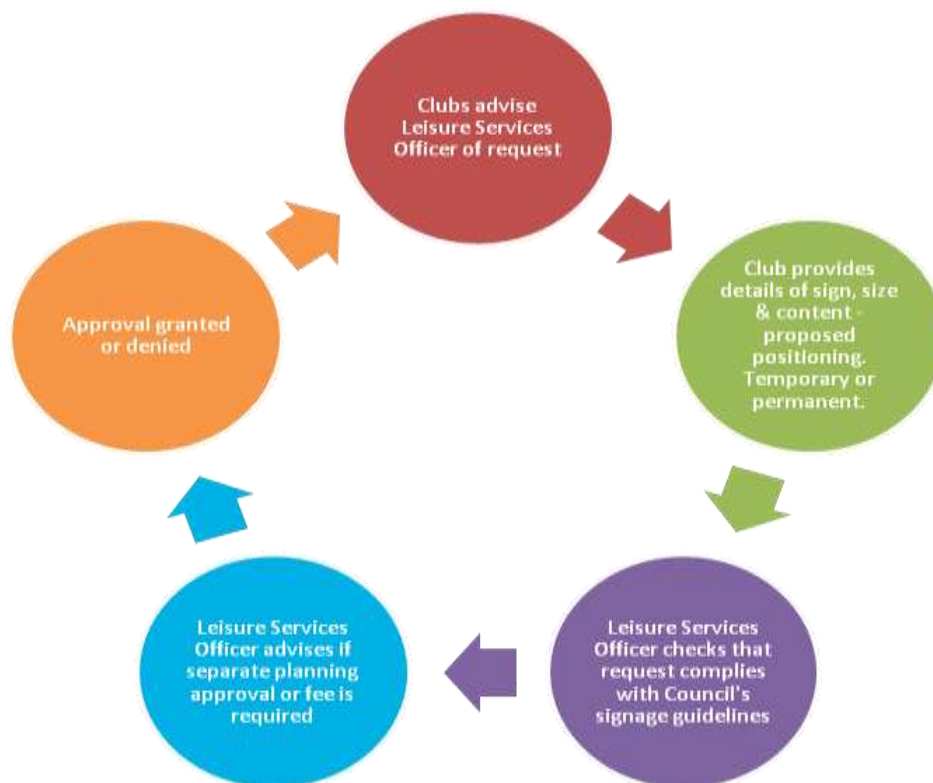 Clubs advise
Leisure Services
Officer of request
Club provides
details of sign, size
& content -
proposed
positioning.
Temporary or
permanent.
Leisure Services
Officer checks that
request complies
with Council's
signage guidelines
Leisure Services
Officer advises if
separate planning
approval or fee is
required
Approval granted
or denied